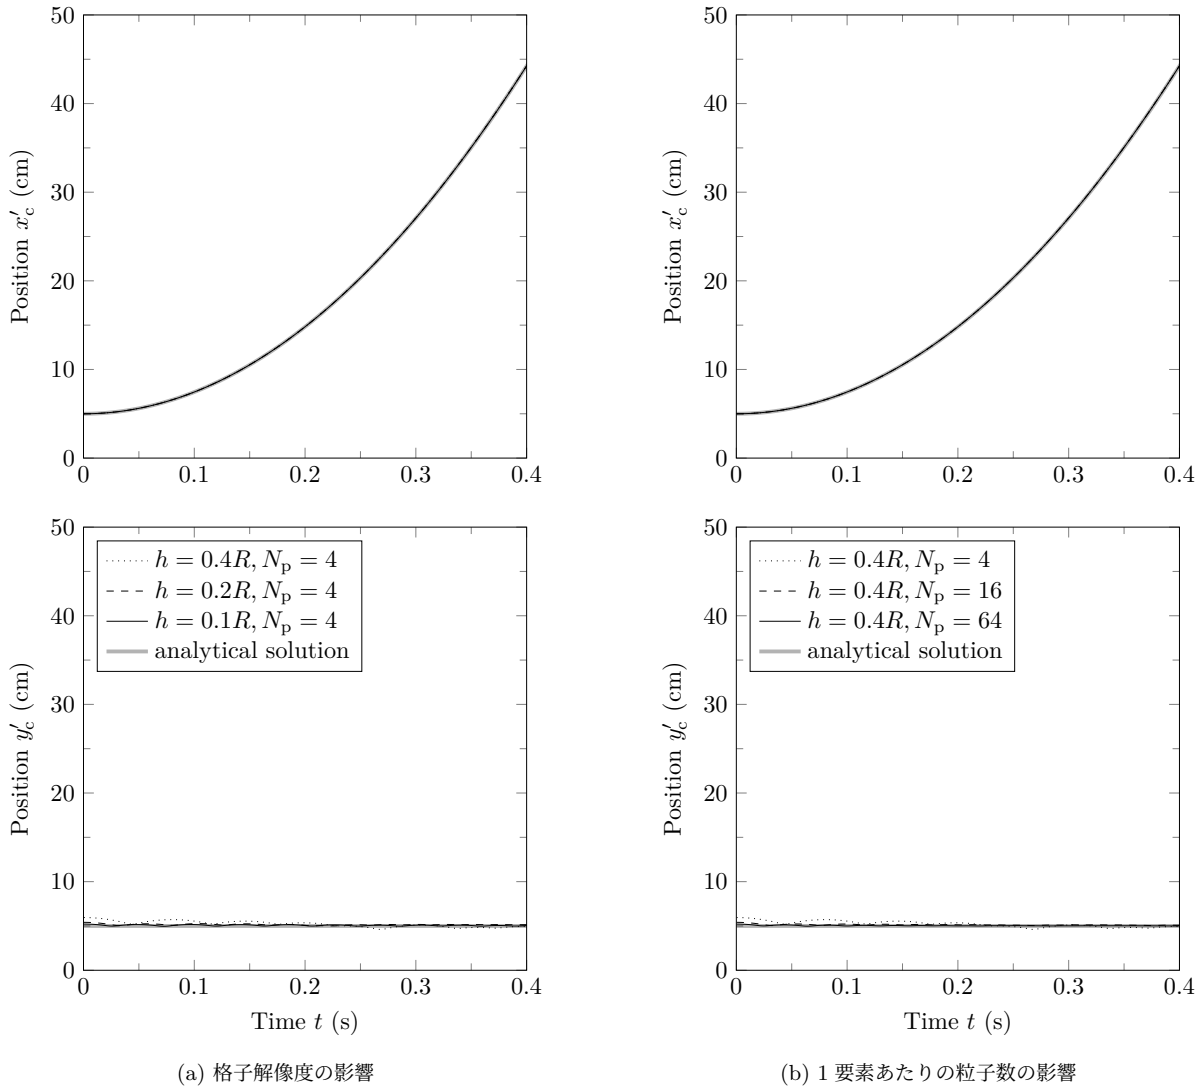 50
40
30
20
10
0
Position x′c (cm)
0 0.1 0.2 0.3 0.4
50
40
30
20
10
0
Position x′c (cm)
0 0.1 0.2 0.3 0.4
50
40
30
20
10
0
Position y′c (cm)
h = 0.4R, Np = 4
h = 0.2R, Np = 4
h = 0.1R, Np = 4
analytical solution
0 0.1 0.2 0.3 0.4
Time t (s)
(a) 格子解像度の影響
50
40
30
20
10
0
Position y′c (cm)
h = 0.4R, Np = 4
h = 0.4R, Np = 16
h = 0.4R, Np = 64
analytical solution
0 0.1 0.2 0.3 0.4
Time t (s)
(b) 1 要素あたりの粒子数の影響